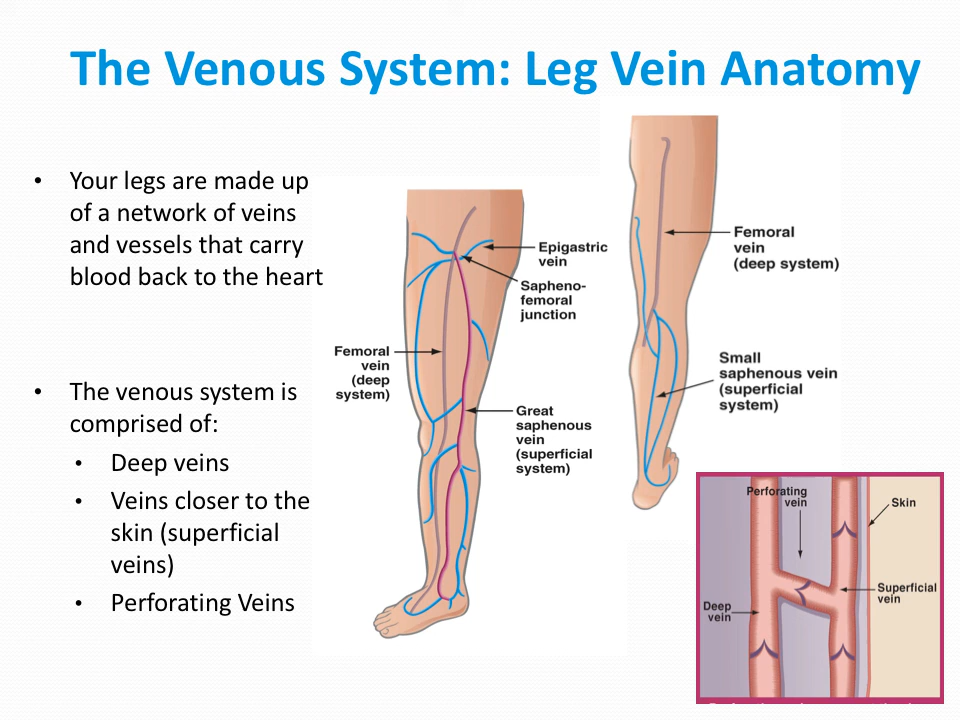 The Venous System: Leg Vein Anatomy
• Your legs are made up
of a network of veins
and vessels that carry
blood back to the heart
• The venous system is
comprised of:
• Deep veins
• Veins closer to the
skin (superficial
veins)
• Perforating Veins
Epigastric
vein
Sapheno-
femoral
junction
Femoral
vein
(deep
system)
Great
saphenous
vein
(superficial
system)
Femoral
vein
(deep system)
Small
saphenous vein
(superficial
system)
Perforating
vein
Skin
Superficial
vein
Deep
vein